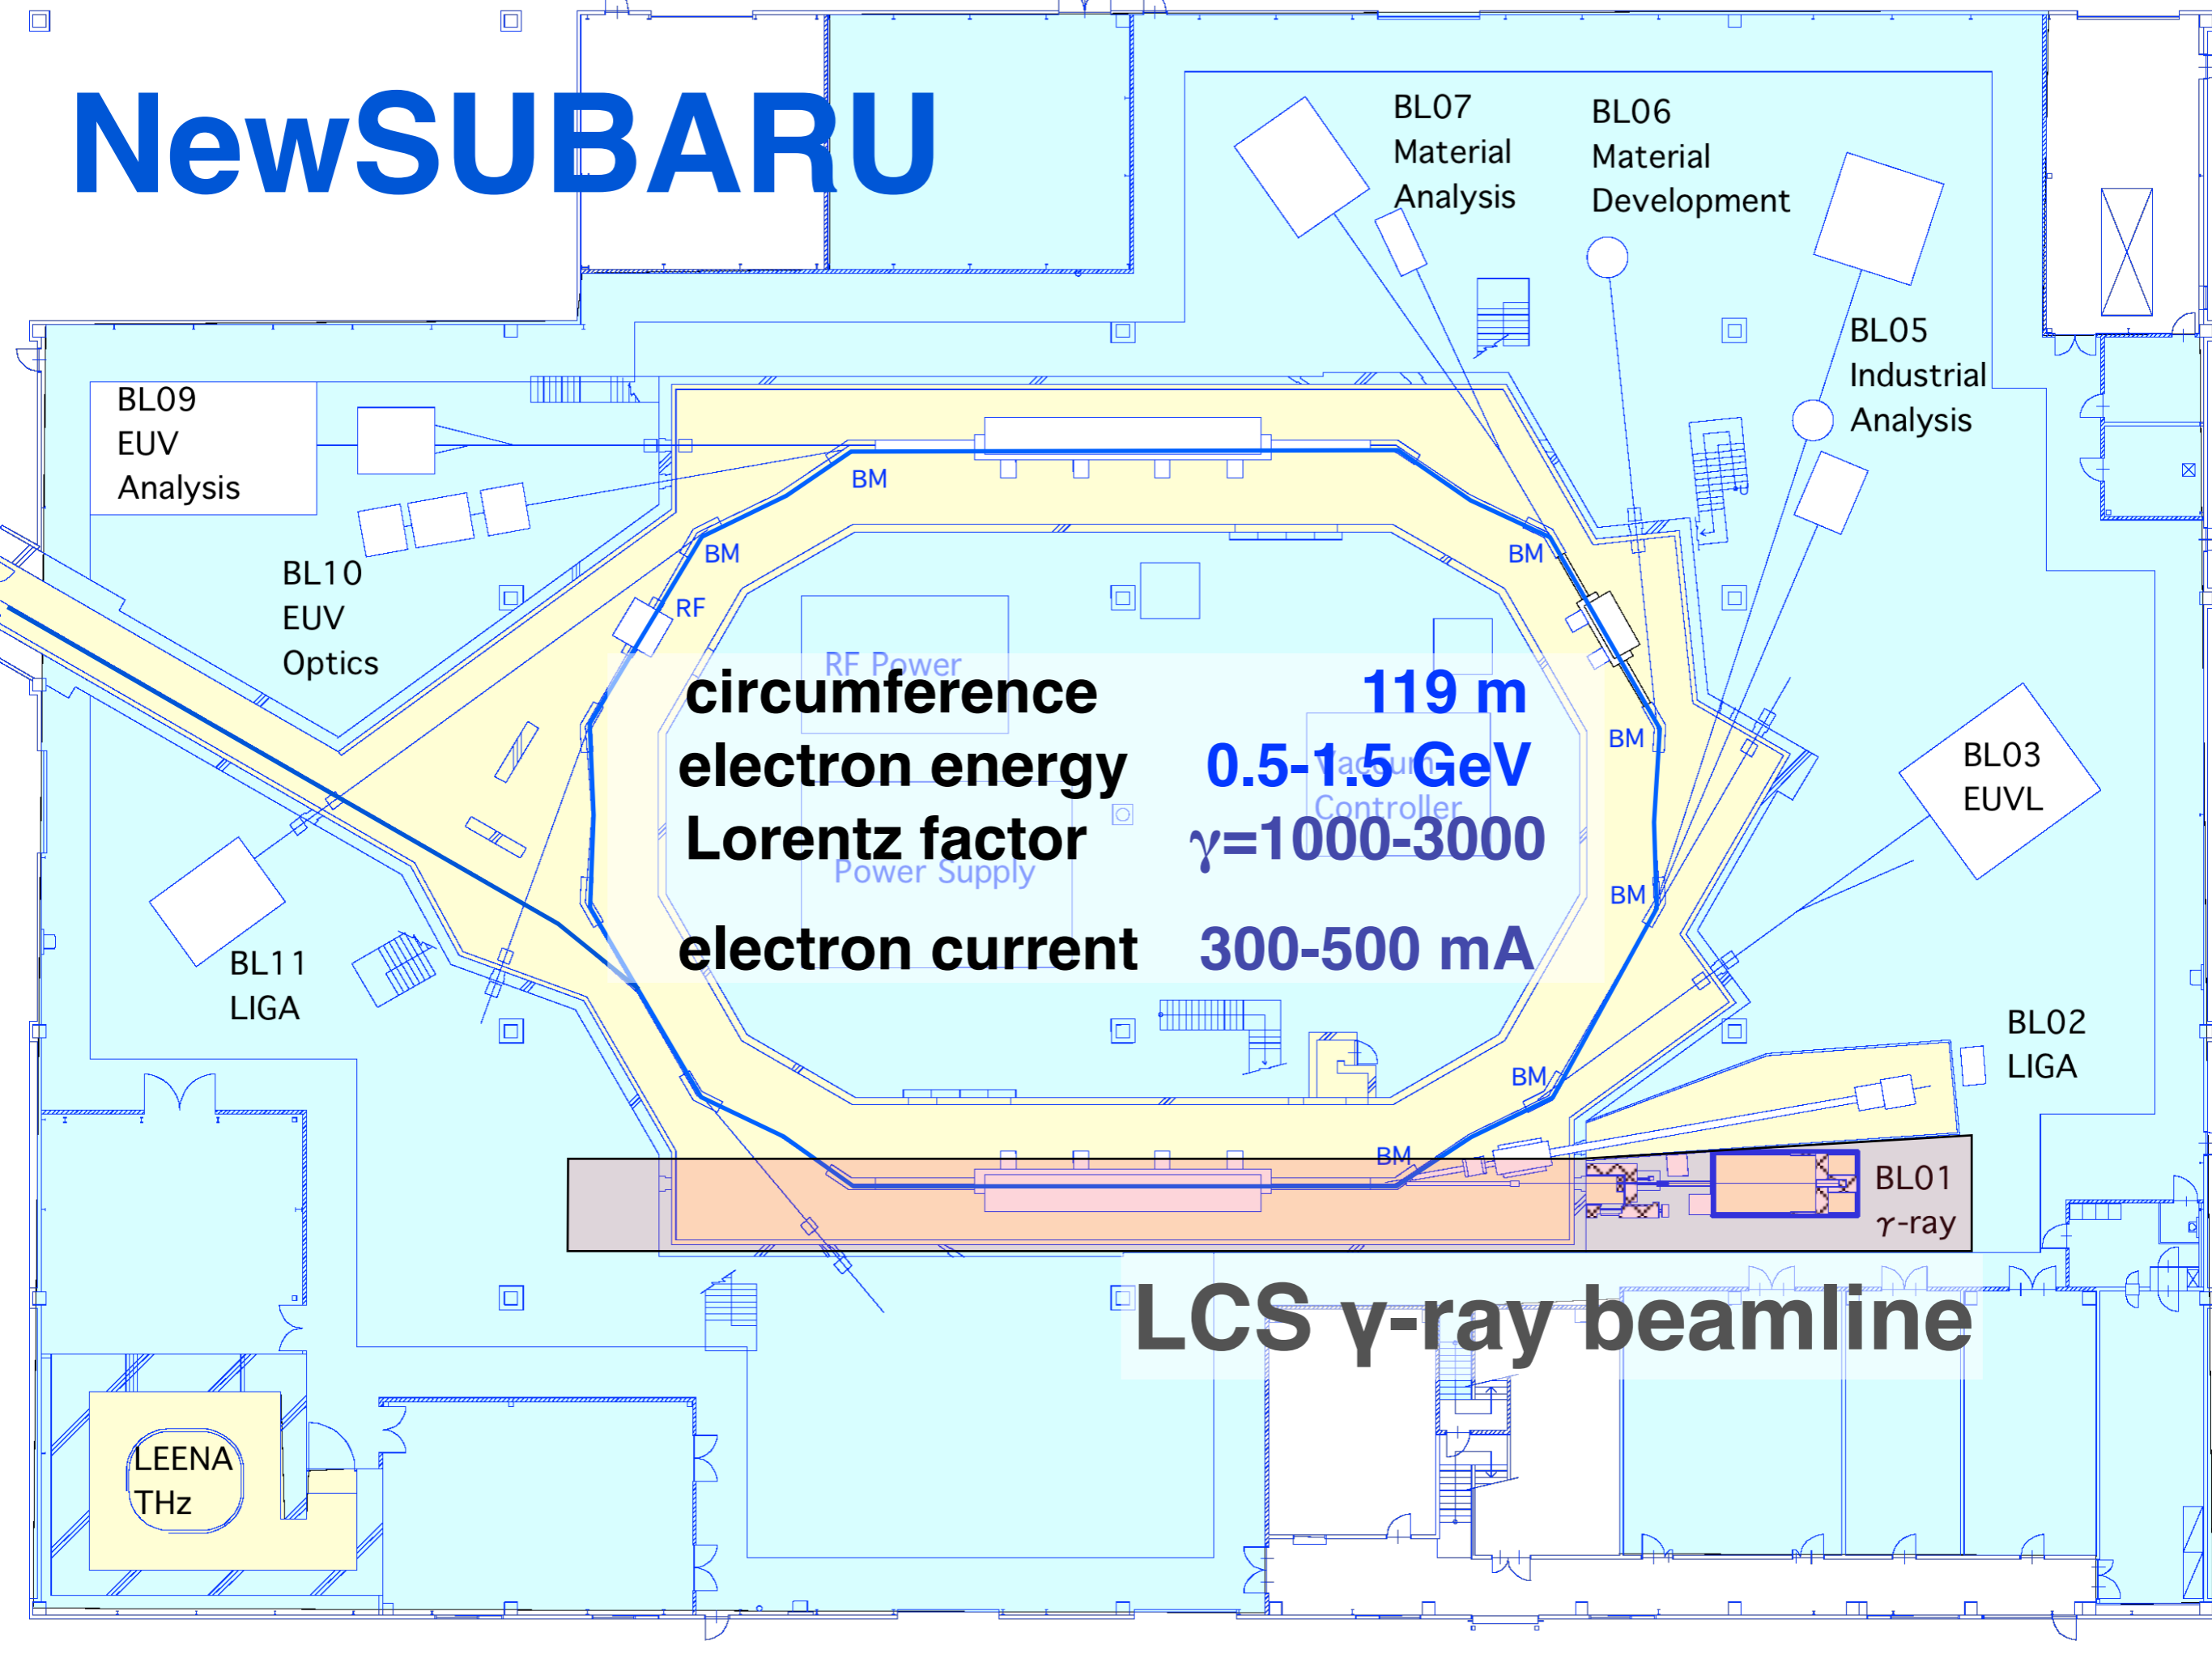 NewSUBARU
BL07
Material
Analysis
BL06
Material
Development
BL05
Industrial
Analysis
BL09
EUV
Analysis
BL10
EUV
Optics
BM
BM
BM
RF
RF Power
circumference 119 m
BM
electron energy 0.5-1.5 GeV
Vacuum
Controller
Lorentz factor γ=1000-3000
Power Supply
BM
electron current 300-500 mA
BL03
EUVL
BL11
LIGA
BL02
LIGA
BM
BM
BL01
γ-ray
LCS γ-ray beamline
LEENA
THz